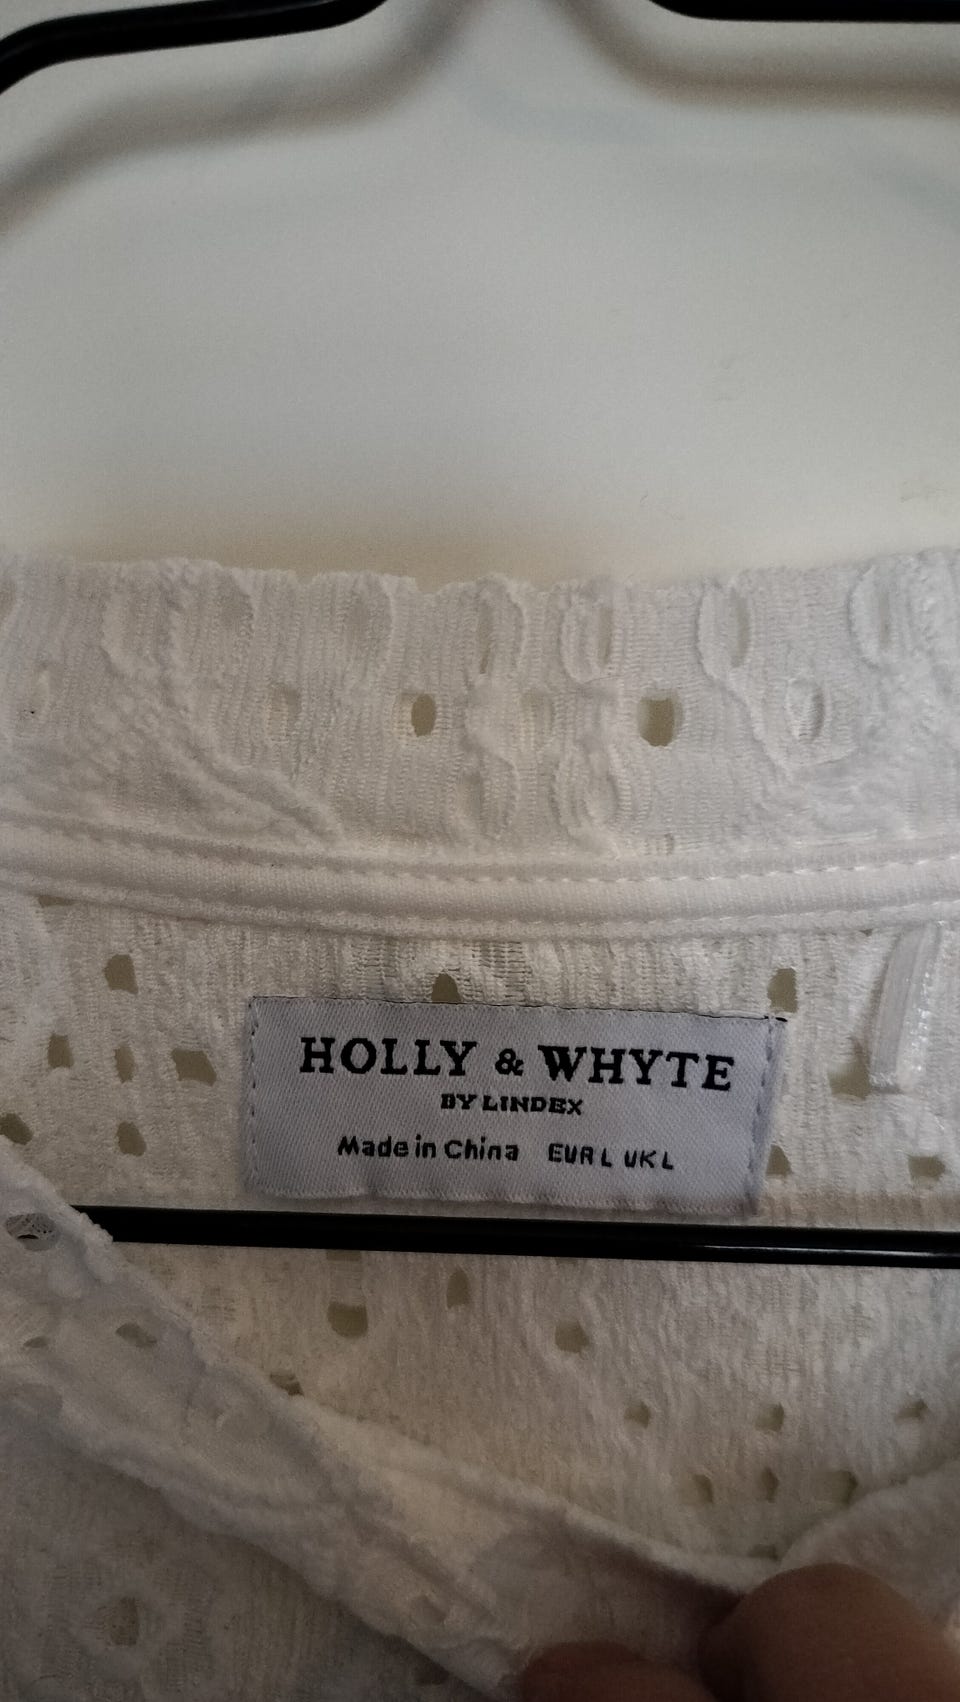 HOLLY & WHYTE
BY LINDEX
Made in China EUR L UK L